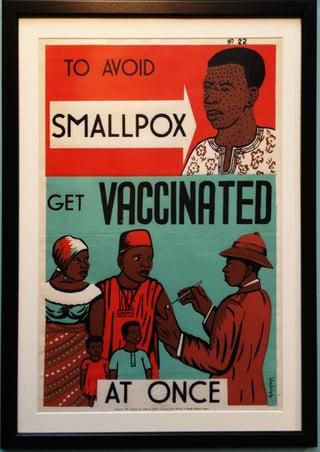 Nº 22
TO AVOID
SMALLPOX
GET VACCINATED
AT ONCE